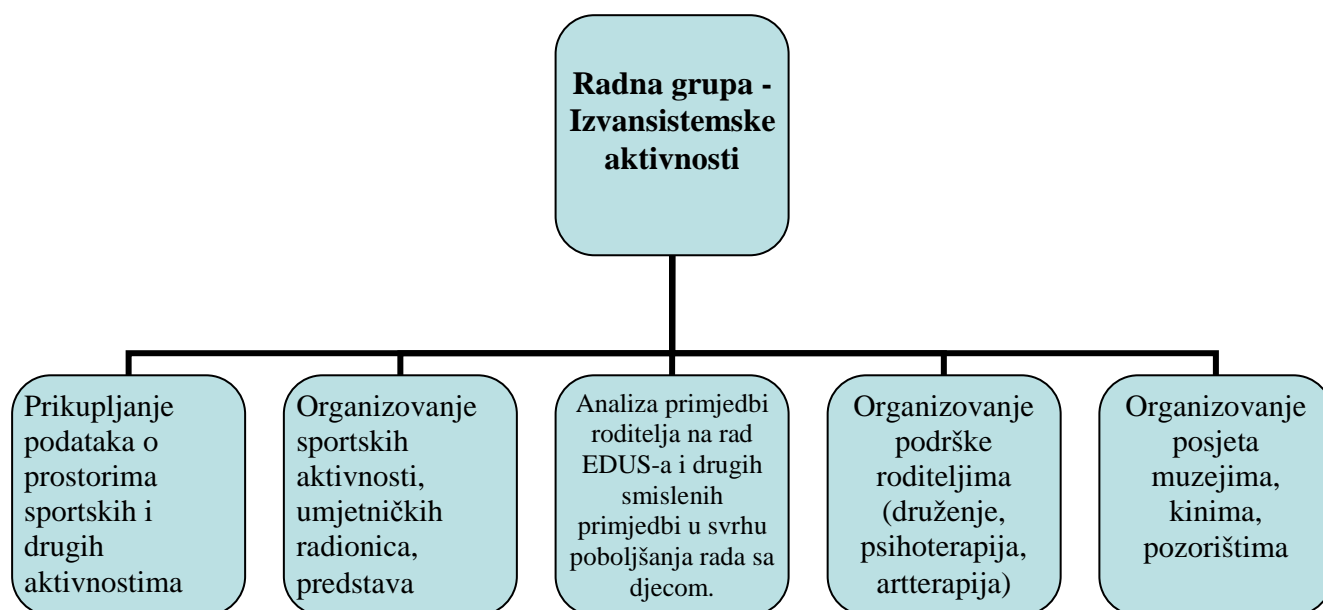 Radna grupa -
Izvansistemske
aktivnosti
Prikupljanje
podataka o
prostorima
sportskih i
drugih
aktivnostima
Organizovanje
sportskih
aktivnosti,
umjetničkih
radionica,
predstava
Analiza primjedbi
roditelja na rad
EDUS-a i drugih
smislenih
primjedbi u svrhu
poboljšanja rada sa
djecom.
Organizovanje
podrške
roditeljima
(druženje,
psihoterapija,
artterapija)
Organizovanje
posjeta
muzejima,
kinima,
pozorištima